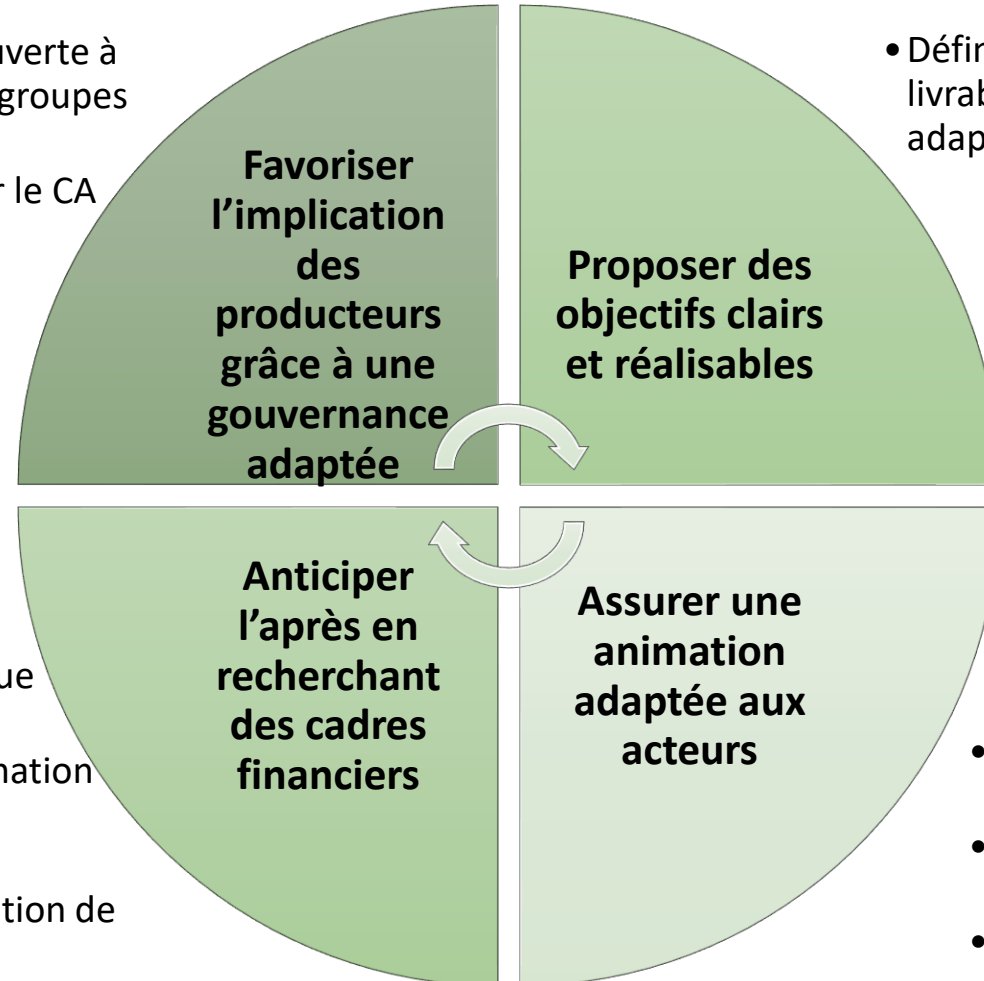 uverte à
groupes
r le CA
Favoriser
l'implication
des
producteurs
grâce à une
gouvernance
adaptée
• Défin
livrab
adap
Proposer des
objectifs clairs
et réalisables
Anticiper
l'après en
recherchant
des cadres
financiers
ue
nation
tion de
Assurer une
animation
adaptée aux
acteurs
•
•
•